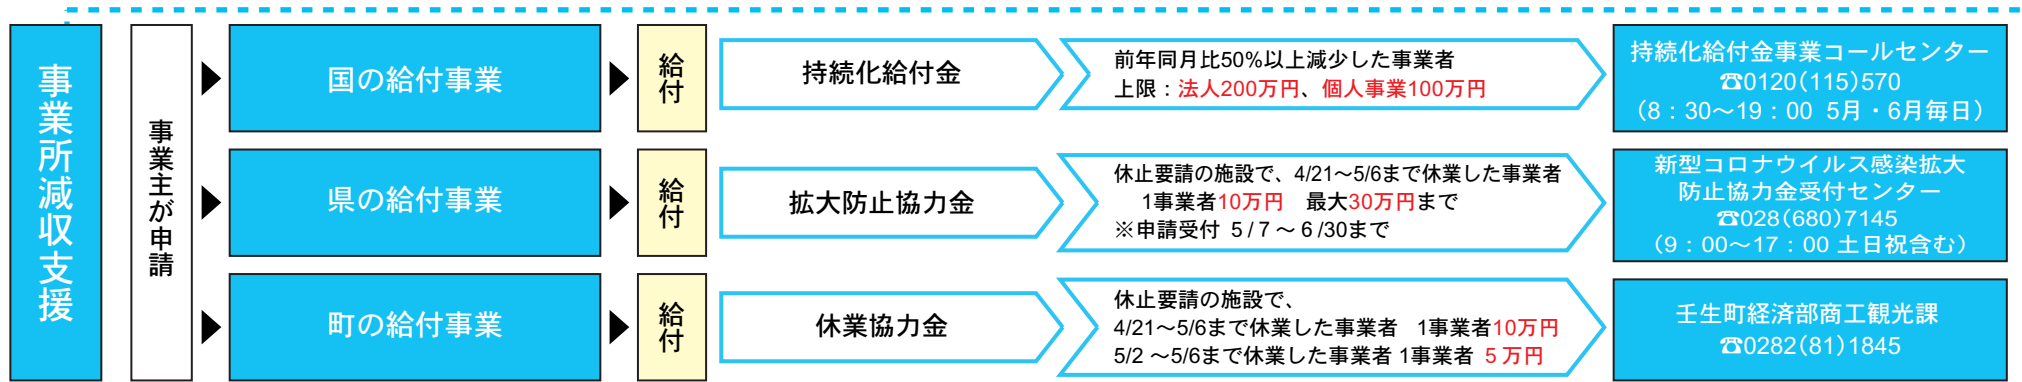 事業所減収支援
事業主が申請
国の給付事業
給付
持続化給付金
前年同月比50%以上減少した事業者
上限：法人200万円、個人事業100万円
持続化給付金事業コールセンター
☎0120(115)570
（8：30〜19：00 5月・6月毎日）
県の給付事業
給付
拡大防止協力金
休止要請の施設で、4/21〜5/6まで休業した事業者
1事業者10万円　最大30万円まで
※申請受付 5/7〜6/30まで
新型コロナウイルス感染拡大
防止協力金受付センター
☎028(680)7145
（9：00〜17：00 土日祝含む）
町の給付事業
給付
休業協力金
休止要請の施設で、
4/21〜5/6まで休業した事業者　1事業者10万円
5/2〜5/6まで休業した事業者 1事業者 5万円
壬生町経済部商工観光課
☎0282(81)1845